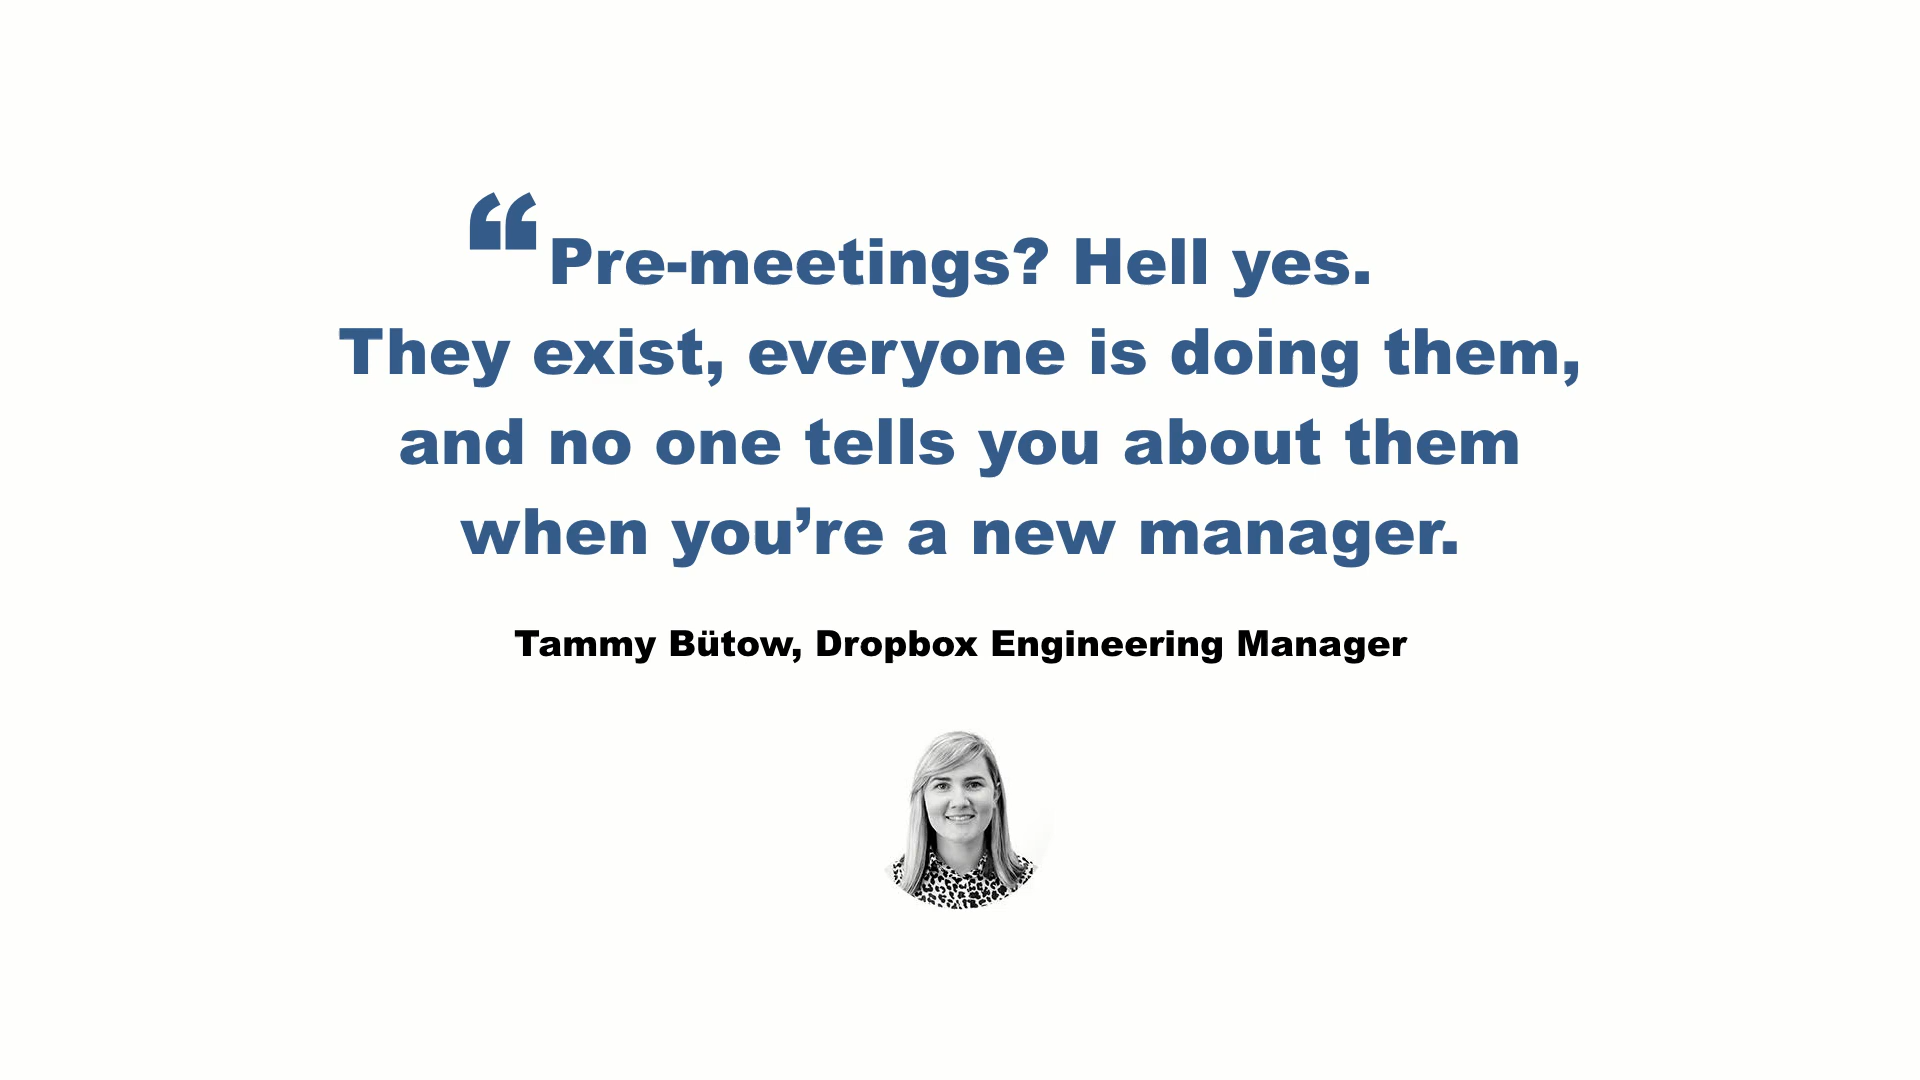 “Pre-meetings? Hell yes.
They exist, everyone is doing them,
and no one tells you about them
when you’re a new manager.
Tammy Bütow, Dropbox Engineering Manager